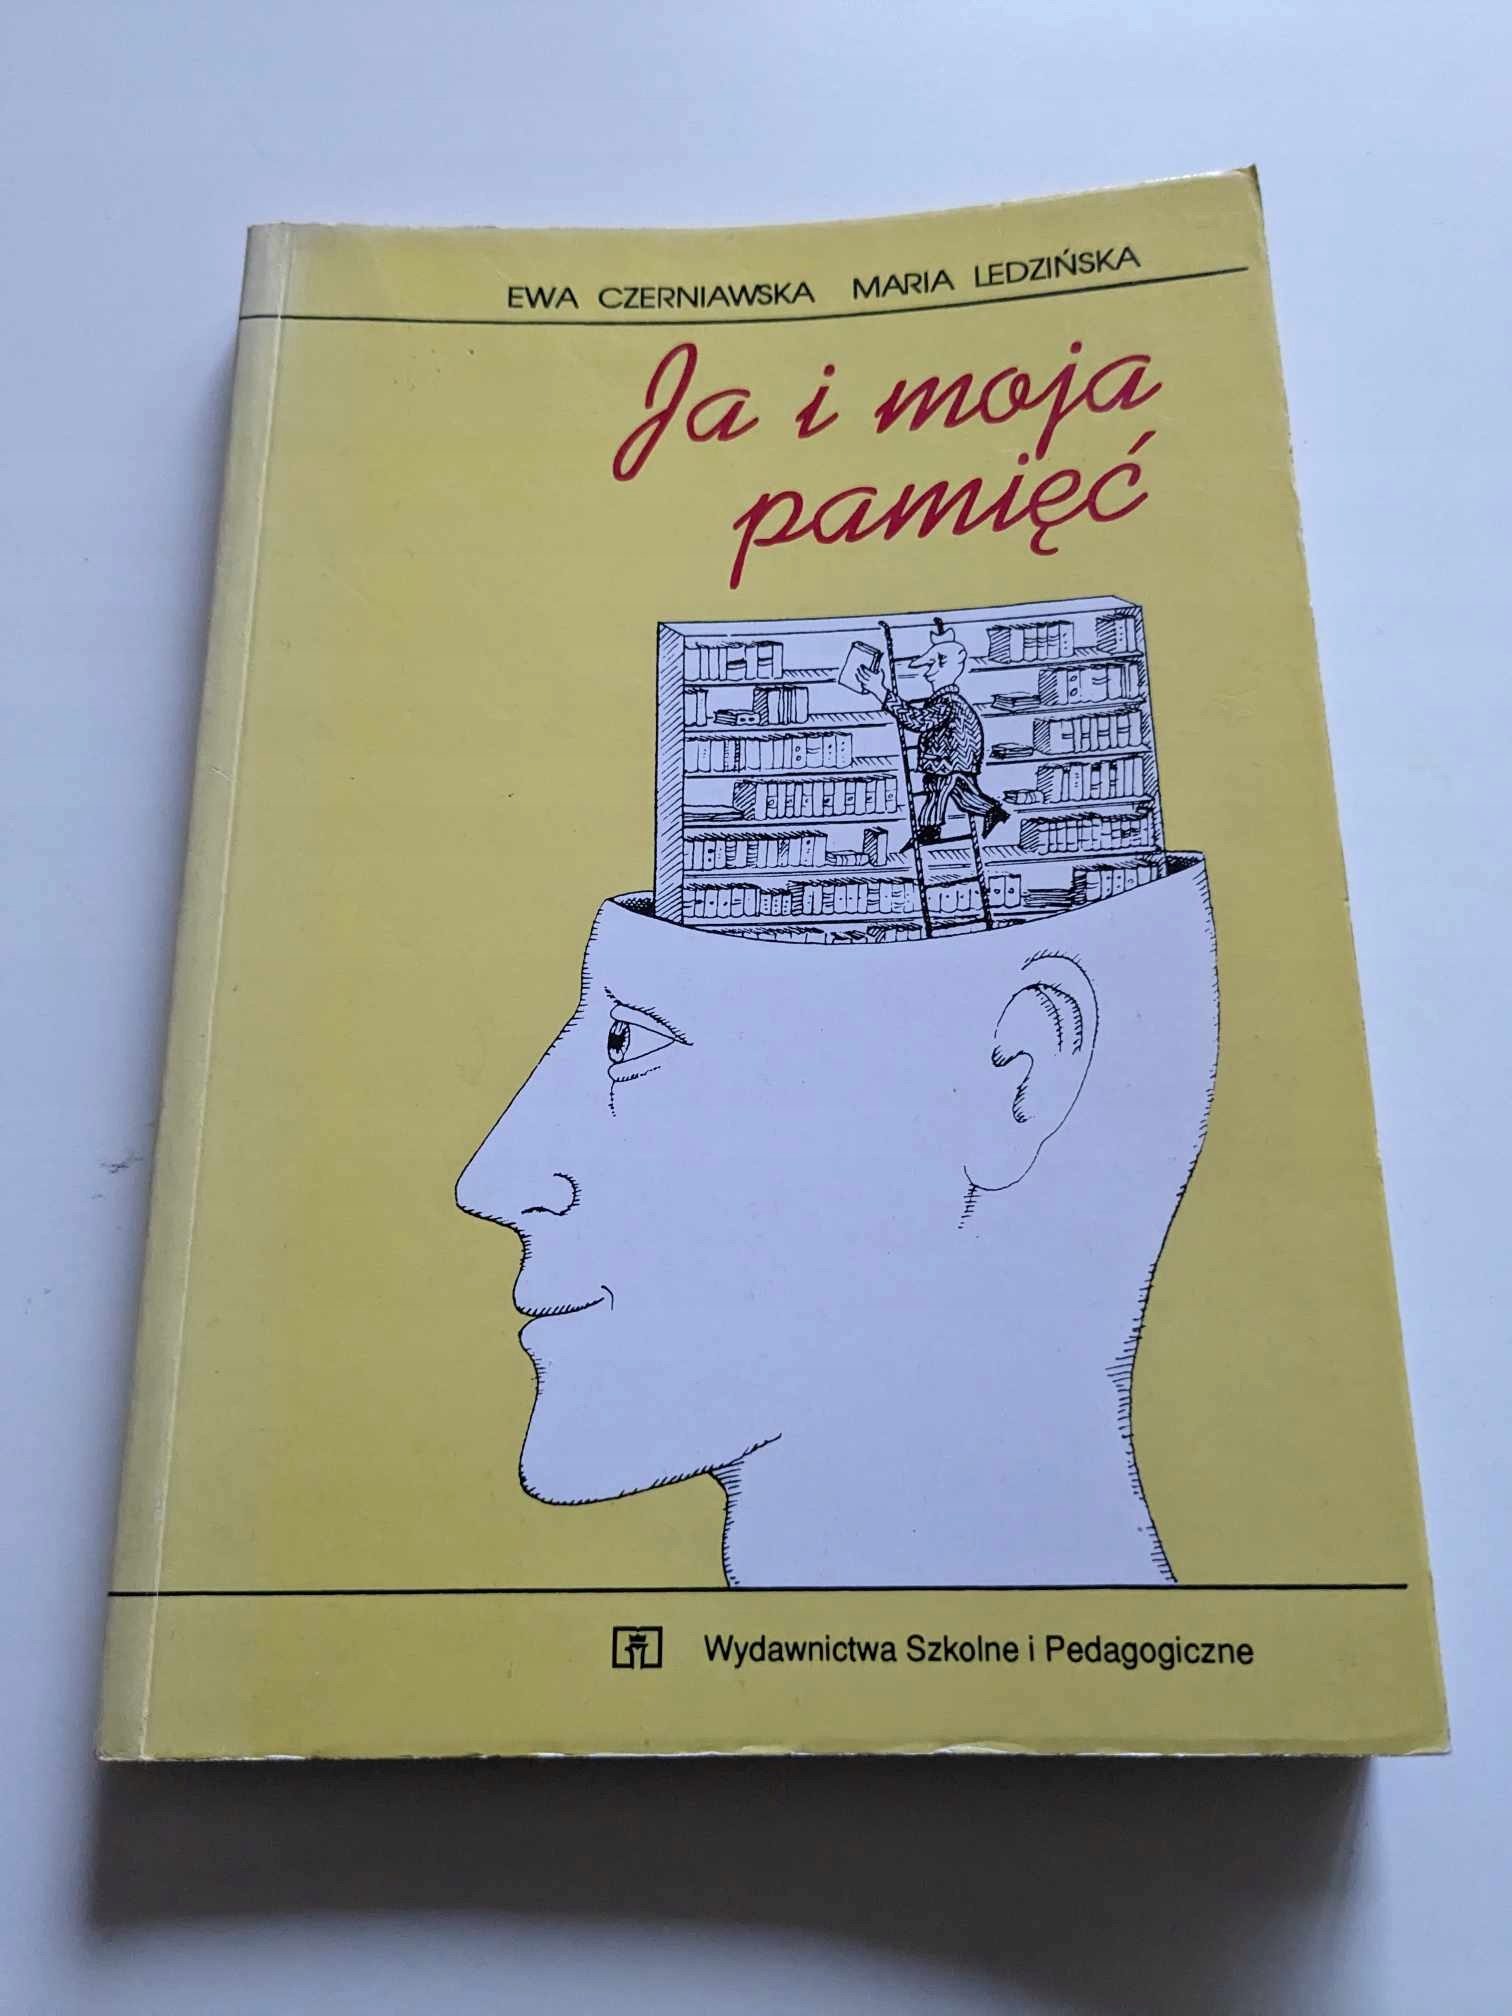 EWA CZERNIAWSKA MARIA LEDZIŃSKA
Ja i moja
pamięć
Wydawnictwa Szkolne i Pedagogiczne